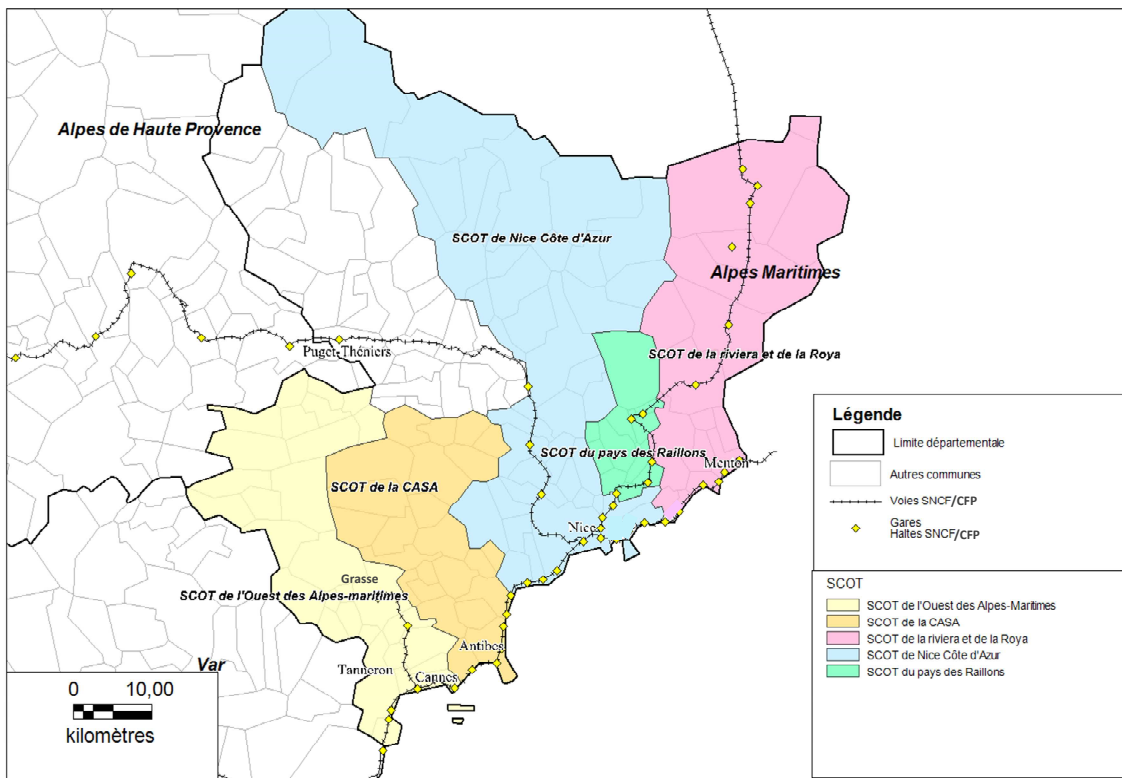 Alpes de Haute Provence
SCOT de Nice Côte d'Azur
Alpes Maritimes
Puget-Théniers
SCOT de la riviera et de la Roya
SCOT du pays des Raillons
Menton
SCOT de la CASA
Nice
Grasse
SCOT de l'Ouest des Alpes-maritimes
Antibes
Var
Tanneron
Cannes
0 10,00
kilomètres
Légende
Limite départementale
Autres communes
Voies SNCF/CFP
Gares
Haltes SNCF/CFP
SCOT
SCOT de l'Ouest des Alpes-Maritimes
SCOT de la CASA
SCOT de la riviera et de la Roya
SCOT de Nice Côte d'Azur
SCOT du pays des Raillons